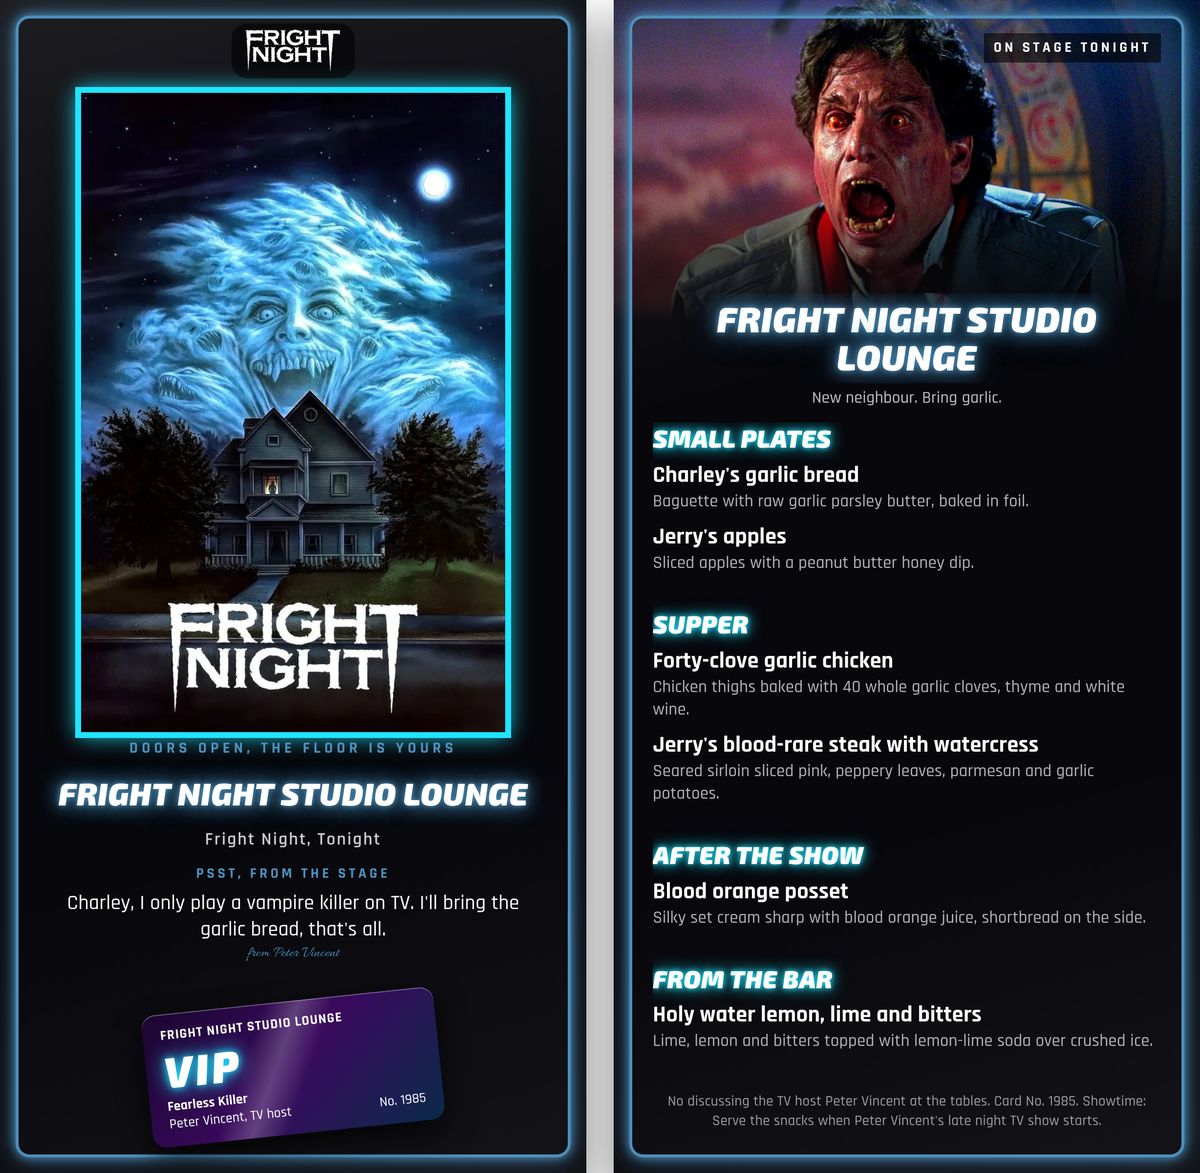 FRIGHT
NIGHT
FRIGHT
NIGHT
DOORS OPEN, THE FLOOR IS YOURS
FRIGHT NIGHT STUDIO LOUNGE
Fright Night, Tonight
PSST, FROM THE STAGE
Charley, I only play a vampire killer on TV. I'll bring the
garlic bread, that's all.
from Peter Vincent
FRIGHT NIGHT STUDIO LOUNGE
VIP
Fearless Killer
Peter Vincent, TV host
No. 1985
ON STAGE TONIGHT
FRIGHT NIGHT STUDIO
LOUNGE
New neighbour. Bring garlic.
SMALL PLATES
Charley's garlic bread
Baguette with raw garlic parsley butter, baked in foil.
Jerry's apples
Sliced apples with a peanut butter honey dip.
SUPPER
Forty-clove garlic chicken
Chicken thighs baked with 40 whole garlic cloves, thyme and white
wine.
Jerry's blood-rare steak with watercress
Seared sirloin sliced pink, peppery leaves, parmesan and garlic
potatoes.
AFTER THE SHOW
Blood orange posset
Silky set cream sharp with blood orange juice, shortbread on the side.
FROM THE BAR
Holy water lemon, lime and bitters
Lime, lemon and bitters topped with lemon-lime soda over crushed ice.
No discussing the TV host Peter Vincent at the tables. Card No. 1985. Showtime:
Serve the snacks when Peter Vincent's late night TV show starts.